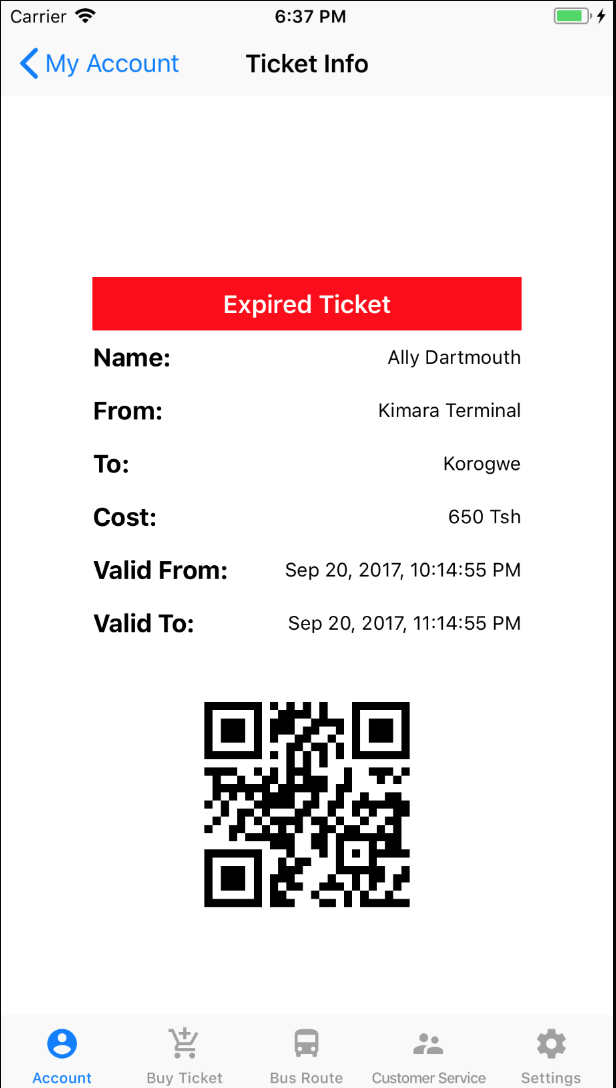 Carrier 6:37 PM
My Account Ticket Info
Expired Ticket
Name: Ally Dartmouth
From: Kimara Terminal
To: Korogwe
Cost: 650 Tsh
Valid From: Sep 20, 2017, 10:14:55 PM
Valid To: Sep 20, 2017, 11:14:55 PM
Account Buy Ticket Bus Route Customer Service Settings